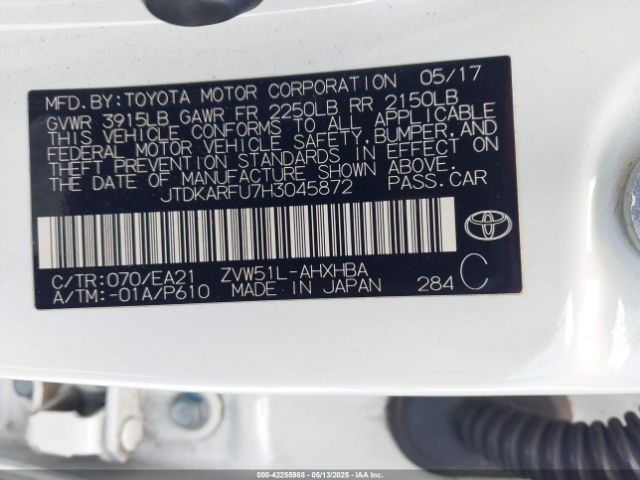 MFD.BY:TOYOTA MOTOR CORPORATION 05/17
GVWR 3915LB GAWR FR 2250LB RR 2150LB
THIS VEHICLE CONFORMS TO ALL APPLICABLE
FEDERAL MOTOR VEHICLE SAFETY,BUMPER,AND
THEFT PREVENTION STANDARDS IN EFFECT ON
THE DATE OF MANUFACTURE SHOWN ABOVE.
JTDKARFU7H3045872 PASS.CAR
C/TR:070/EA21 ZVW51L-AHXHBA
A/TM:-01A/P610 MADE IN JAPAN 284 C
TOYOTA
000-42255988 - 05/13/2025 - IAA